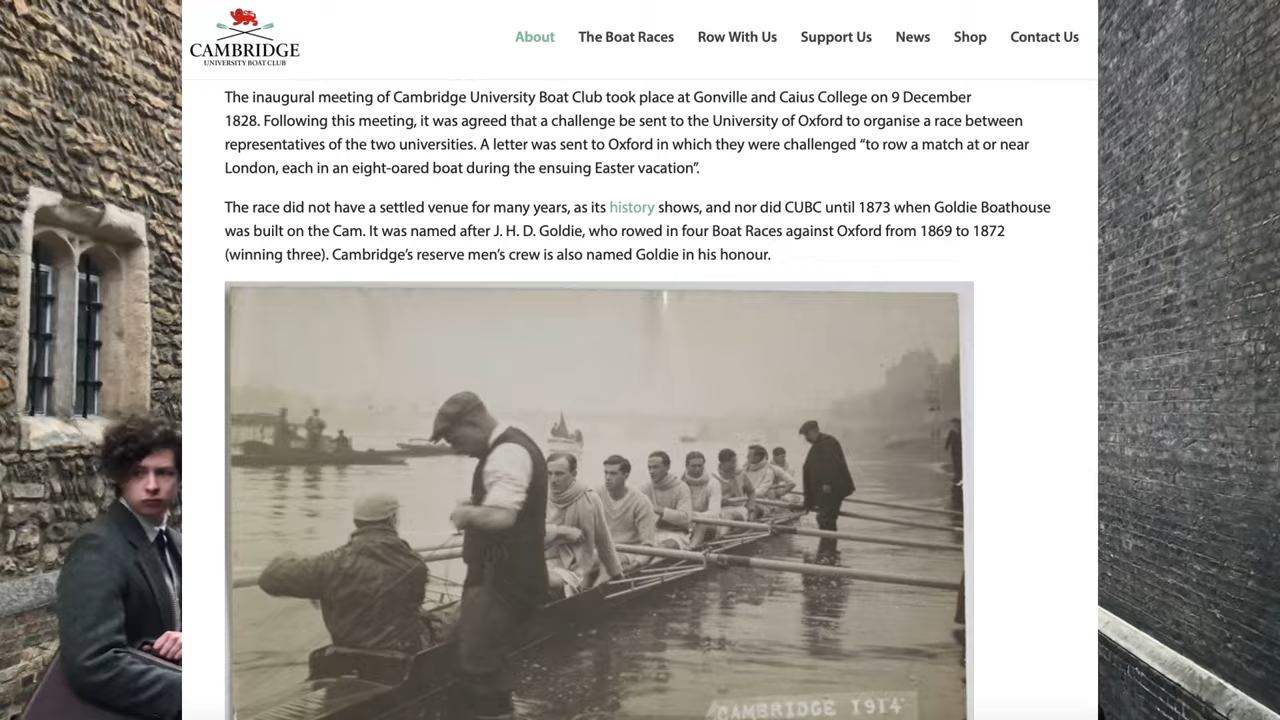 CAMBRIDGE
UNIVERSITY BOAT CLUB
About
The Boat Races
Row With Us
Support Us
News
Shop
Contact Us
The inaugural meeting of Cambridge University Boat Club took place at Gonville and Caius College on 9 December
1828. Following this meeting, it was agreed that a challenge be sent to the University of Oxford to organise a race between
representatives of the two universities. A letter was sent to Oxford in which they were challenged “to row a match at or near
London, each in an eight-oared boat during the ensuing Easter vacation”.
The race did not have a settled venue for many years, as its history shows, and nor did CUBC until 1873 when Goldie Boathouse
was built on the Cam. It was named after J. H. D. Goldie, who rowed in four Boat Races against Oxford from 1869 to 1872
(winning three). Cambridge’s reserve men’s crew is also named Goldie in his honour.
CAMBRIDGE 1914